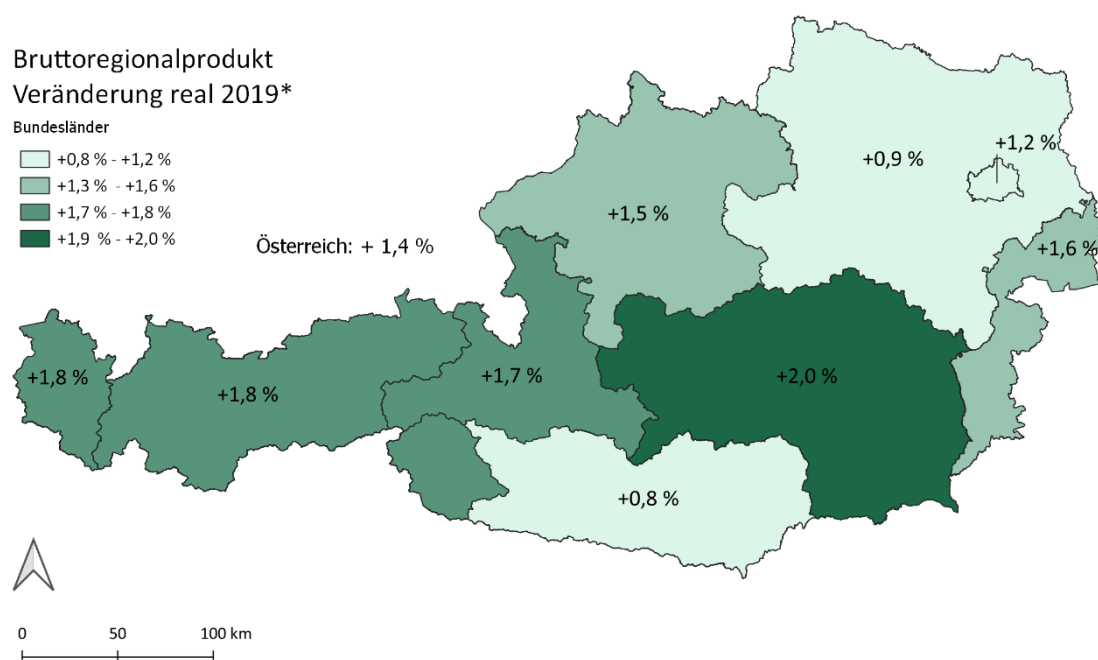 Bruttoregionalprodukt
Veränderung real 2019*
Bundesländer
+0,8 % - +1,2 %
+1,3 % - +1,6 %
+1,7 % - +1,8 %
+1,9 % - +2,0 %
Österreich: + 1,4 %
+1,2 %
+0,9 %
+1,5 %
+1,6 %
+1,8 %
+1,8 %
+1,7 %
+2,0 %
+0,8 %
0 50 100 km